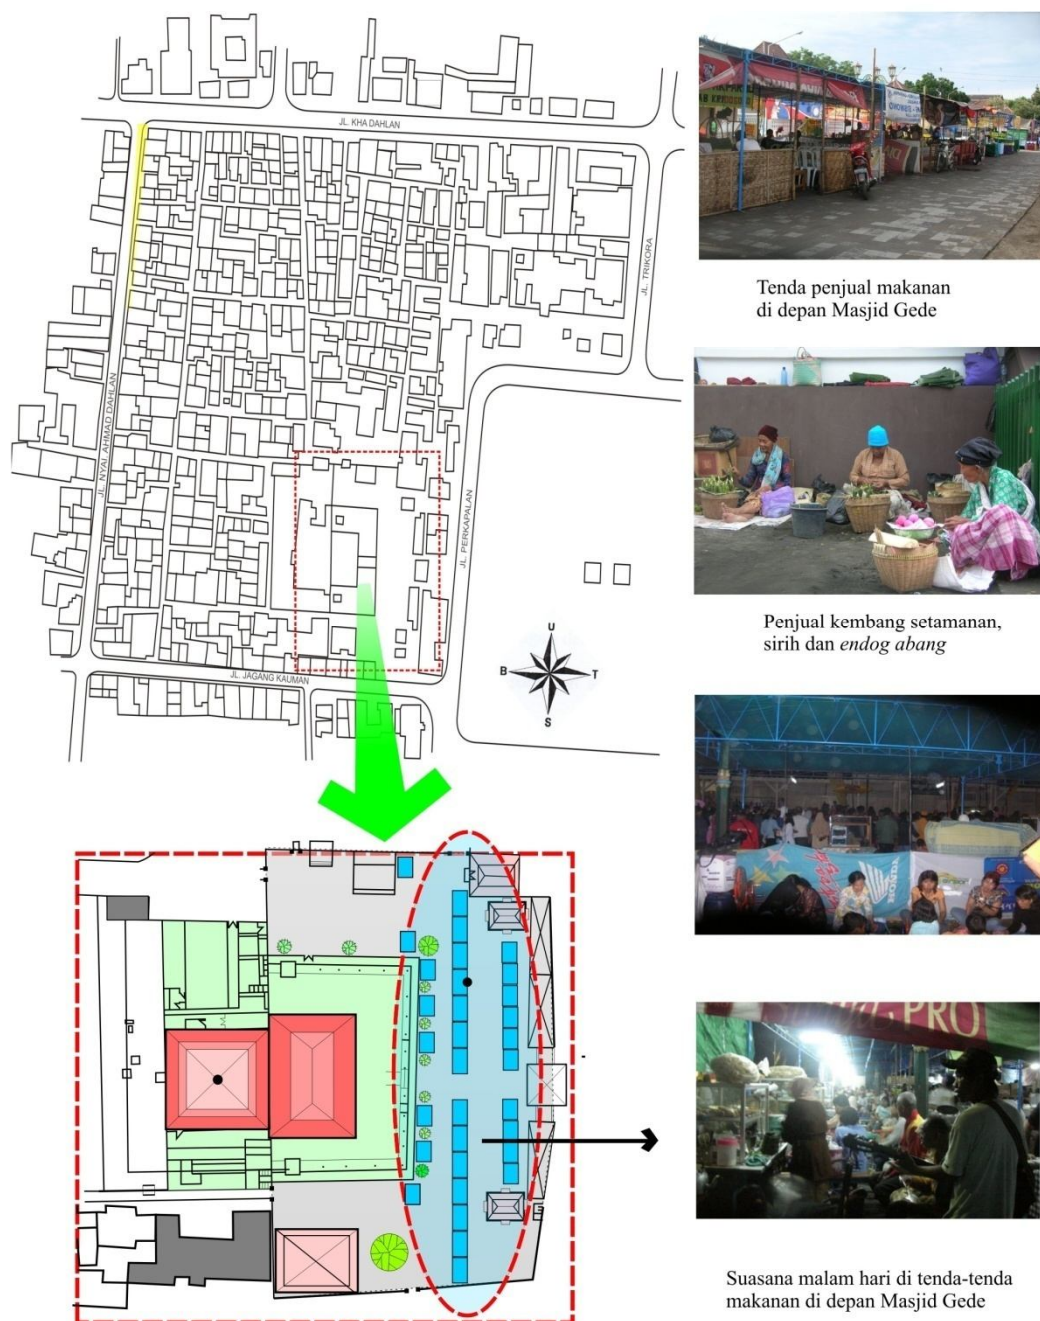 JL. KHA DAHLAN
JL. TRIKORA
JL. NYAI AHMAD DAHLAN
JL. PERKAPALAN
U
B
T
S
JL. JAGANG KAUMAN
Tenda penjual makanan
di depan Masjid Gede
Penjual kembang setamanan,
sirih dan endog abang
PRO
Suasana malam hari di tenda-tenda
makanan di depan Masjid Gede